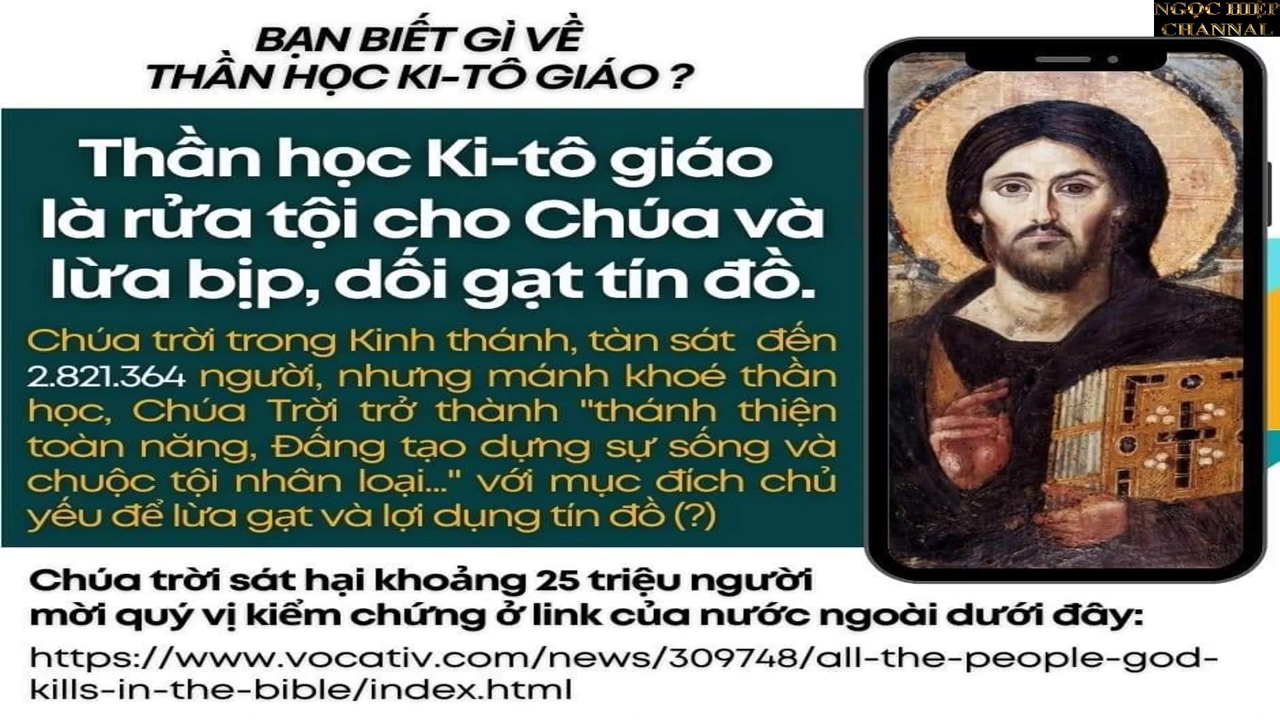 NGỌC HIỆP
CHANNAL
BẠN BIẾT GÌ VỀ
THẦN HỌC KI-TÔ GIÁO ?
Thần học Ki-tô giáo
là rửa tội cho Chúa và
lừa bịp, dối gạt tín đồ.
Chúa trời trong Kinh thánh, tàn sát đến
2.821.364 người, nhưng mánh khoé thần
học, Chúa Trời trở thành "thánh thiện
toàn năng, Đấng tạo dựng sự sống và
chuộc tội nhân loại..." với mục đích chủ
yếu để lừa gạt và lợi dụng tín đồ (?)
Chúa trời sát hại khoảng 25 triệu người
mời quý vị kiểm chứng ở link của nước ngoài dưới đây:
https://www.vocativ.com/news/309748/all-the-people-god-
kills-in-the-bible/index.html